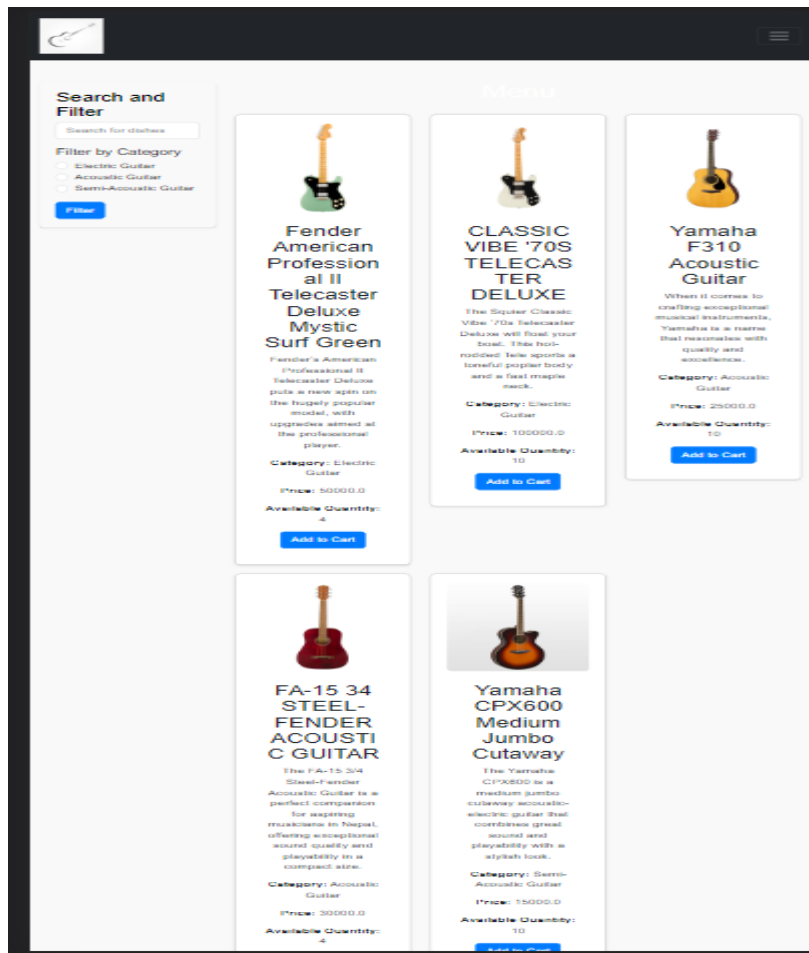 Menu
Search and
Filter
Search for dishes
Filter by Category
Electric Guitar
Acoustic Guitar
Semi-Acoustic Guitar
Filter
Fender
American
Profession
al II
Telecaster
Deluxe
Mystic
Surf Green
Fender's American
Professional II
Telecaster Deluxe
puts a new spin on
the hugely popular
model, with
upgrades aimed at
the professional
player.
Category: Electric
Guitar
Price: 50000.0
Available Quantity:
4
Add to Cart
CLASSIC
VIBE '70S
TELECAS
TER
DELUXE
The Squier Classic
Vibe '70s Telecaster
Deluxe will float your
boat. This hot-
rodded Tele sports a
toneful poplar body
and a fast maple
neck.
Category: Electric
Guitar
Price: 100000.0
Available Quantity:
10
Add to Cart
Yamaha
F310
Acoustic
Guitar
When it comes to
crafting exceptional
musical instruments,
Yamaha is a name
that resonates with
quality and
excellence.
Category: Acoustic
Guitar
Price: 25000.0
Available Quantity:
10
Add to Cart
FA-15 34
STEEL-
FENDER
ACOUSTI
C GUITAR
The FA-15 3/4
Steel-Fender
Acoustic Guitar is a
perfect companion
for aspiring
musicians in Nepal,
offering exceptional
sound quality and
playability in a
compact size.
Category: Acoustic
Guitar
Price: 30000.0
Available Quantity:
4
Yamaha
CPX600
Medium
Jumbo
Cutaway
The Yamaha
CPX600 is a
medium jumbo
cutaway acoustic-
electric guitar that
combines great
sound and
playability with a
stylish look.
Category: Semi-
Acoustic Guitar
Price: 15000.0
Available Quantity:
10
Add to Cart